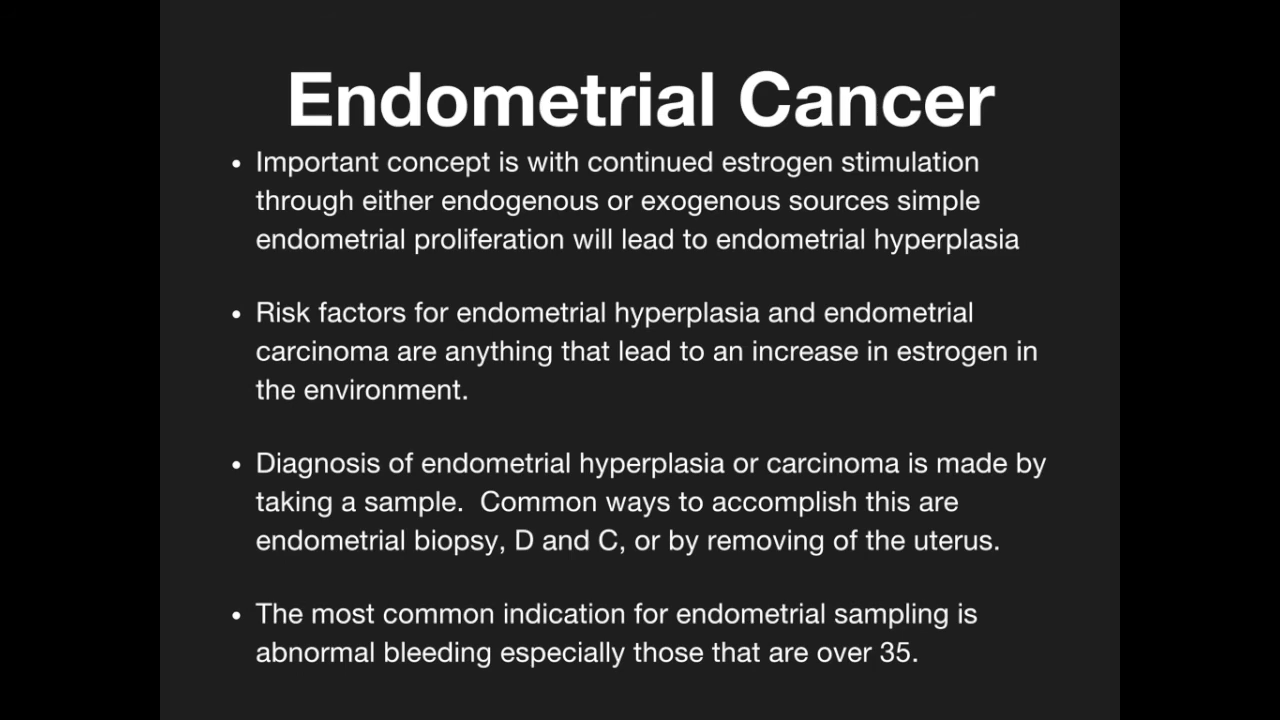 Endometrial Cancer
• Important concept is with continued estrogen stimulation
through either endogenous or exogenous sources simple
endometrial proliferation will lead to endometrial hyperplasia
• Risk factors for endometrial hyperplasia and endometrial
carcinoma are anything that lead to an increase in estrogen in
the environment.
• Diagnosis of endometrial hyperplasia or carcinoma is made by
taking a sample.  Common ways to accomplish this are
endometrial biopsy, D and C, or by removing of the uterus.
• The most common indication for endometrial sampling is
abnormal bleeding especially those that are over 35.